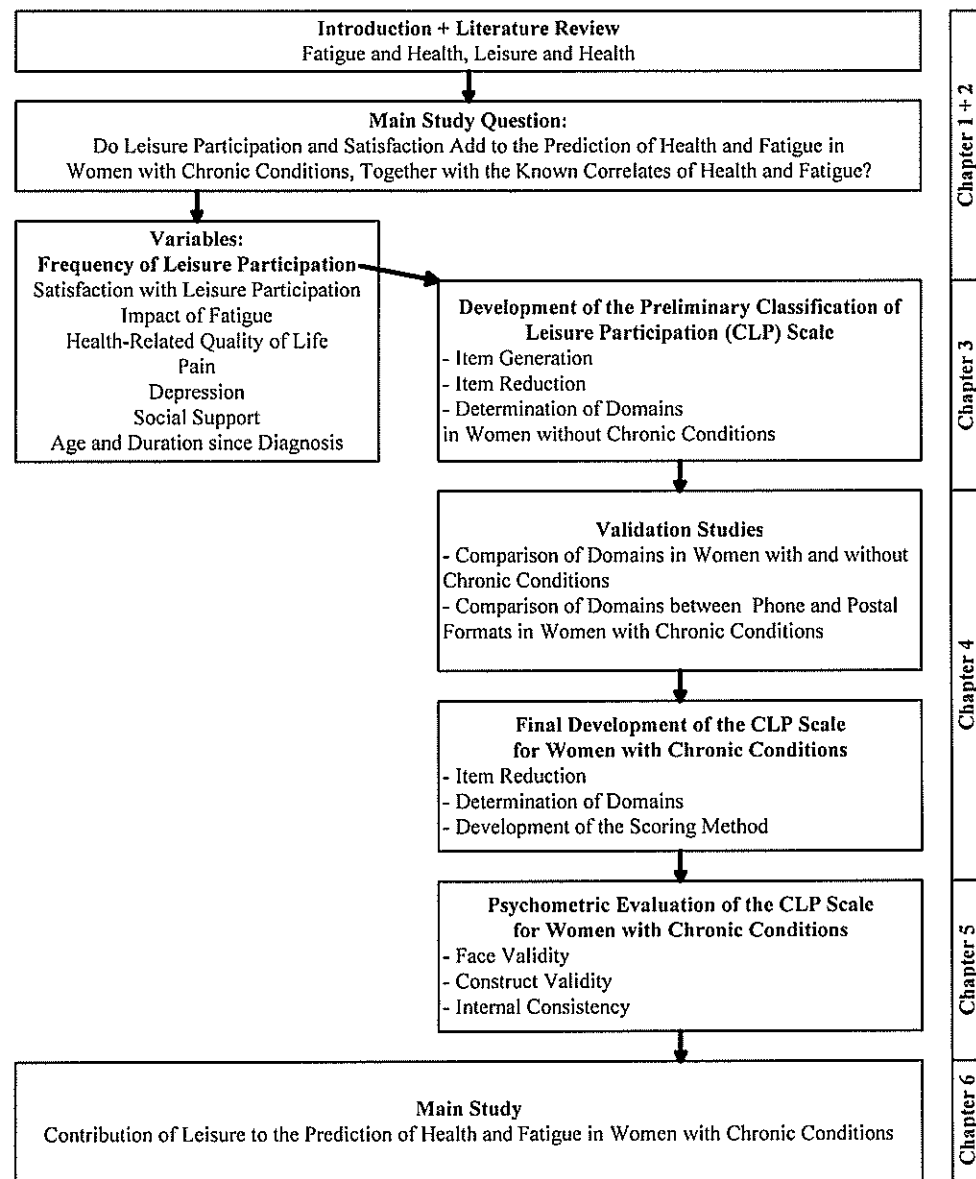 Introduction + Literature Review
Fatigue and Health, Leisure and Health
Main Study Question:
Do Leisure Participation and Satisfaction Add to the Prediction of Health and Fatigue in
Women with Chronic Conditions, Together with the Known Correlates of Health and Fatigue?
Chapter 1 + 2
Variables:
Frequency of Leisure Participation
Satisfaction with Leisure Participation
Impact of Fatigue
Health-Related Quality of Life
Pain
Depression
Social Support
Age and Duration since Diagnosis
Development of the Preliminary Classification of
Leisure Participation (CLP) Scale
- Item Generation
- Item Reduction
- Determination of Domains
in Women without Chronic Conditions
Chapter 3
Validation Studies
- Comparison of Domains in Women with and without
Chronic Conditions
- Comparison of Domains between Phone and Postal
Formats in Women with Chronic Conditions
Chapter 4
Final Development of the CLP Scale
for Women with Chronic Conditions
- Item Reduction
- Determination of Domains
- Development of the Scoring Method
Psychometric Evaluation of the CLP Scale
for Women with Chronic Conditions
- Face Validity
- Construct Validity
- Internal Consistency
Chapter 5
Main Study
Contribution of Leisure to the Prediction of Health and Fatigue in Women with Chronic Conditions
Chapter 6